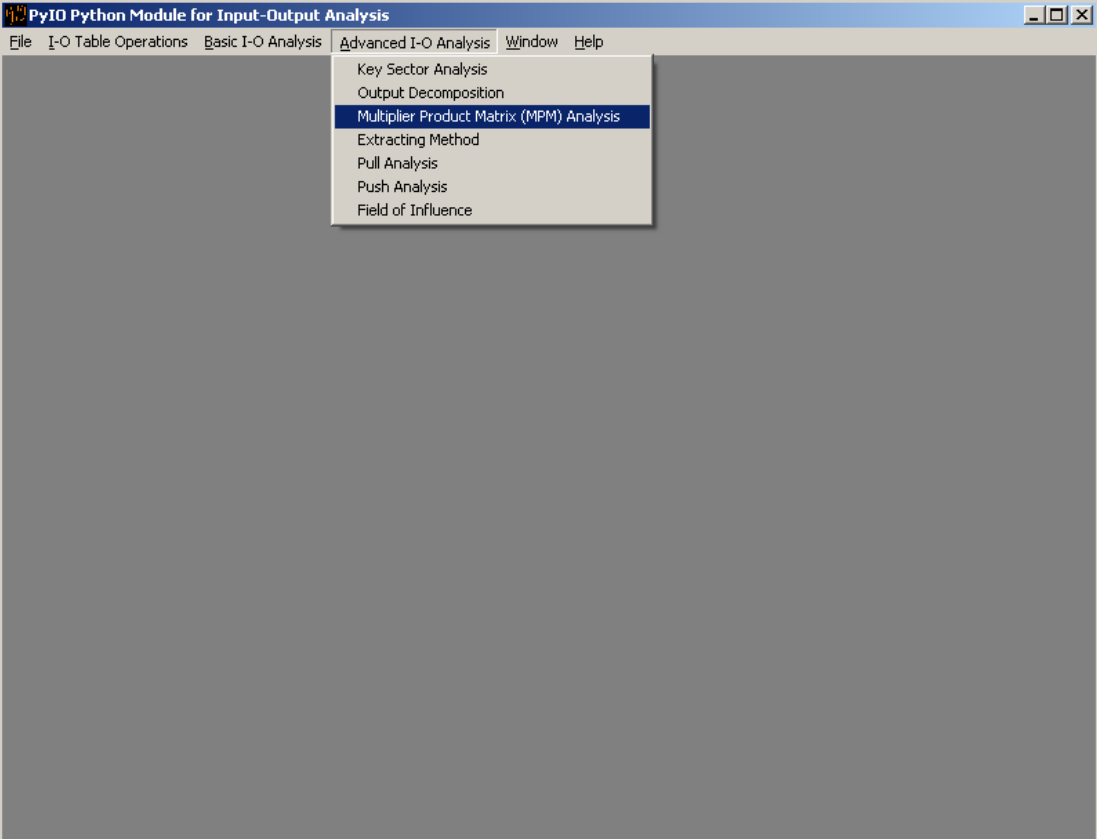 PyIO Python Module for Input-Output Analysis
File I-O Table Operations Basic I-O Analysis Advanced I-O Analysis Window Help
Key Sector Analysis
Output Decomposition
Multiplier Product Matrix (MPM) Analysis
Extracting Method
Pull Analysis
Push Analysis
Field of Influence